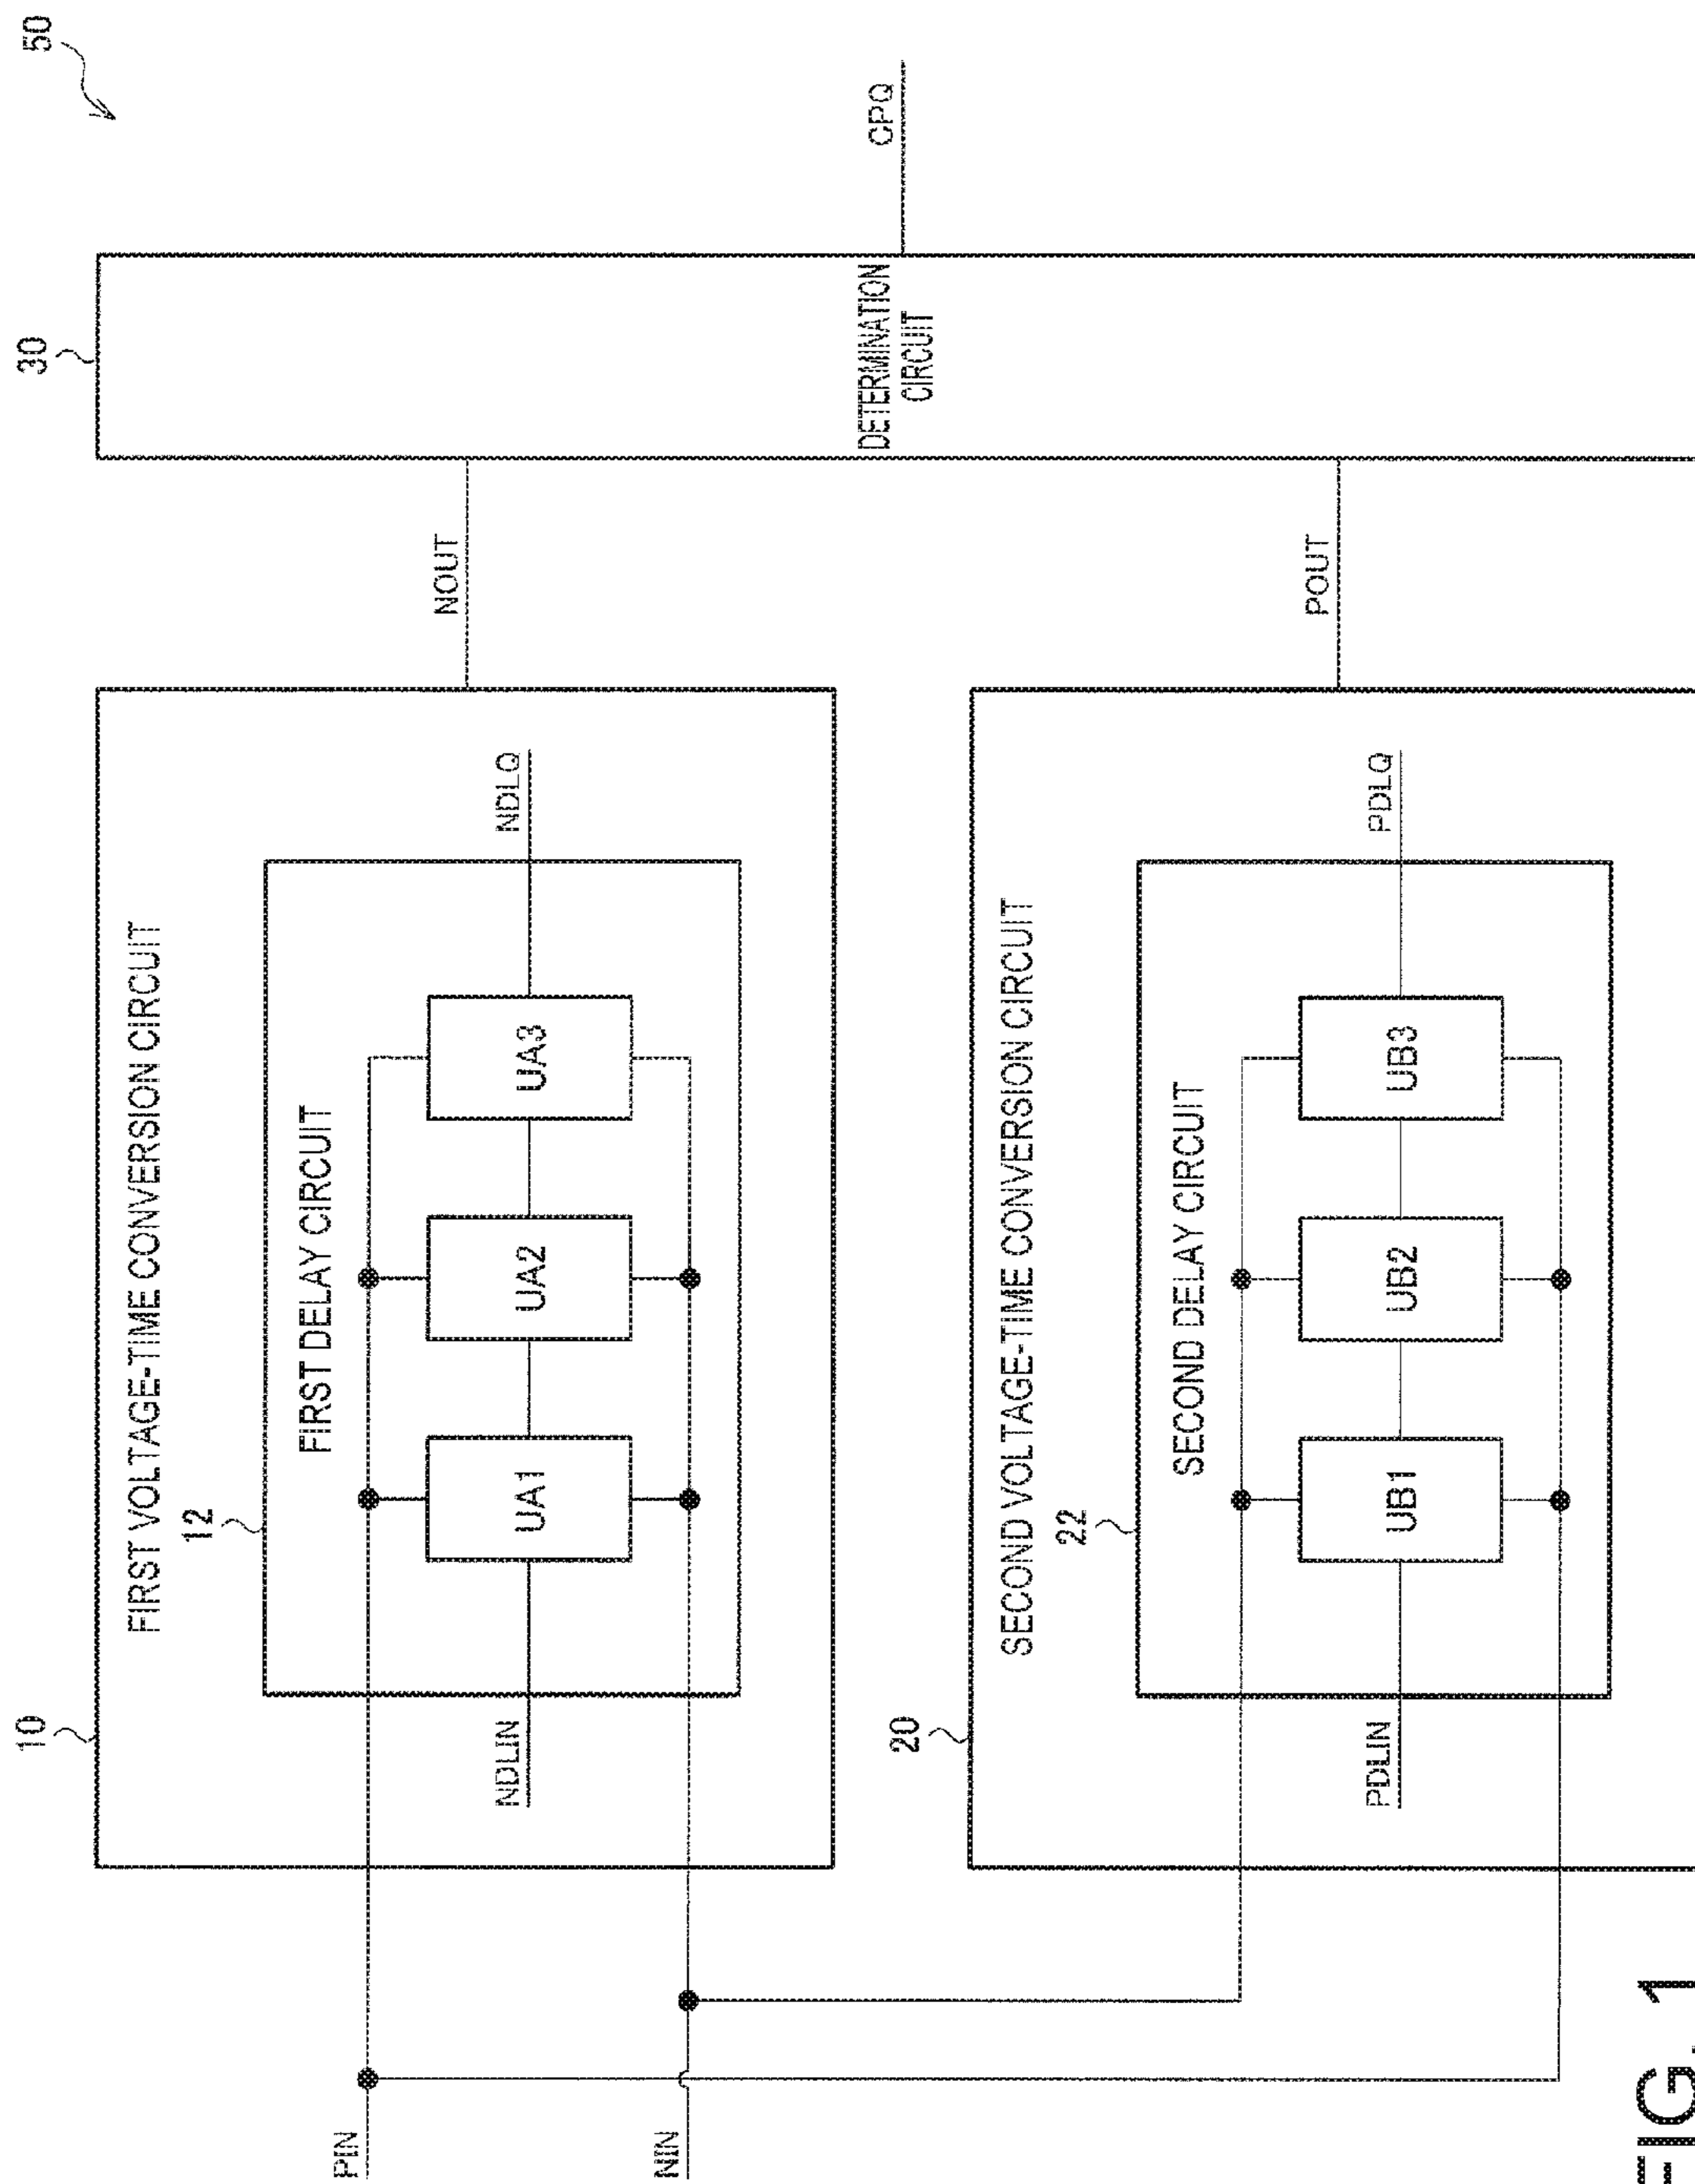 50
10
FIRST VOLTAGE-TIME CONVERSION CIRCUIT
12
FIRST DELAY CIRCUIT
PIN
NIN
NDLIN
UA1
UA2
UA3
NDLQ
NOUT
30
DETERMINATION
CIRCUIT
CPQ
20
SECOND VOLTAGE-TIME CONVERSION CIRCUIT
22
SECOND DELAY CIRCUIT
PDLIN
UB1
UB2
UB3
PDLQ
POUT
FIG. 1